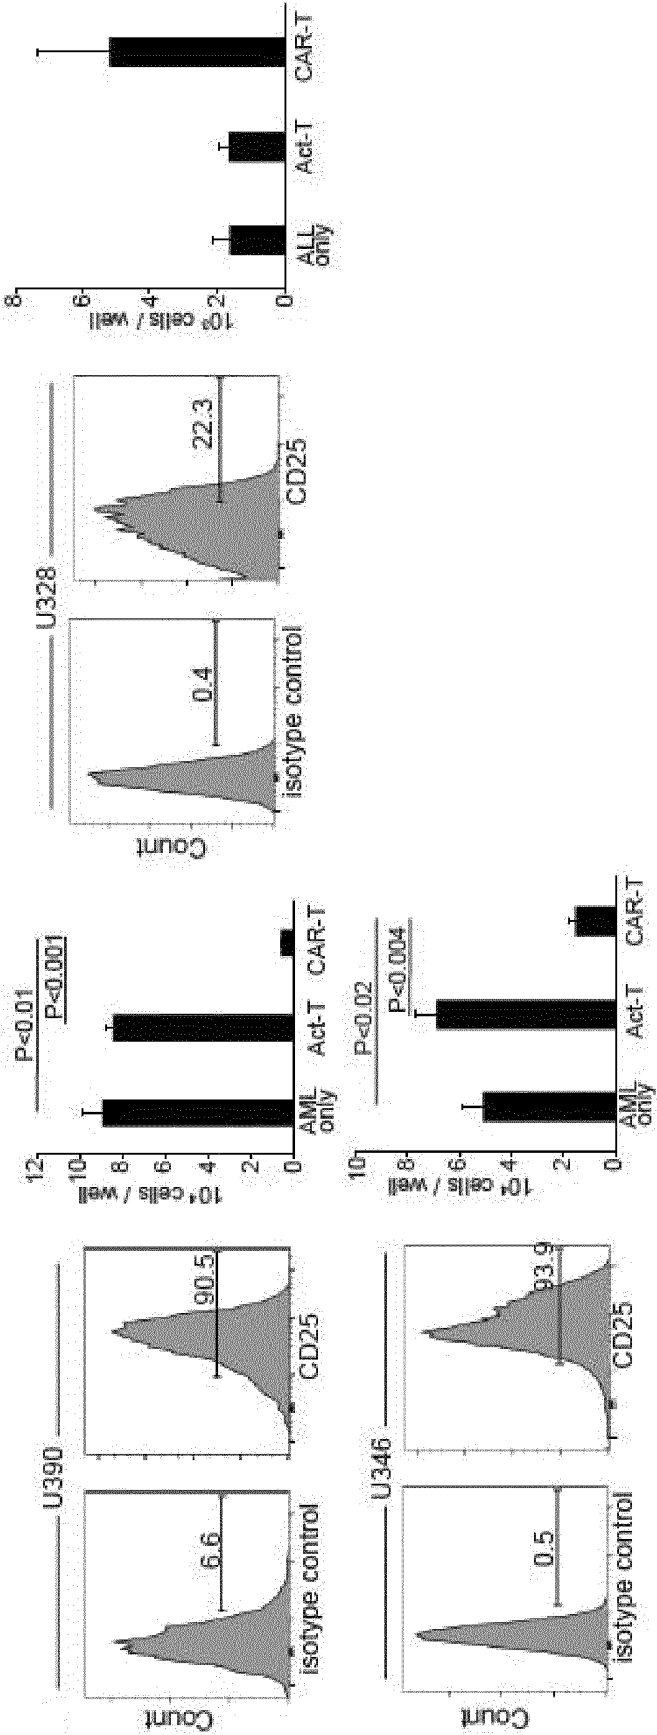 U390
Count
6.6
isotype control
90.5
CD25
10⁴ cells / well
12
10
8
6
4
2
0
P<0.01
P<0.001
AML
only
Act-T
CAR-T
U328
Count
0.4
isotype control
22.3
CD25
10³ cells / well
8
6
4
2
0
ALL
only
Act-T
CAR-T
U346
Count
0.5
isotype control
93.9
CD25
10⁴ cells / well
10
8
6
4
2
0
P<0.02
P<0.004
AML
only
Act-T
CAR-T